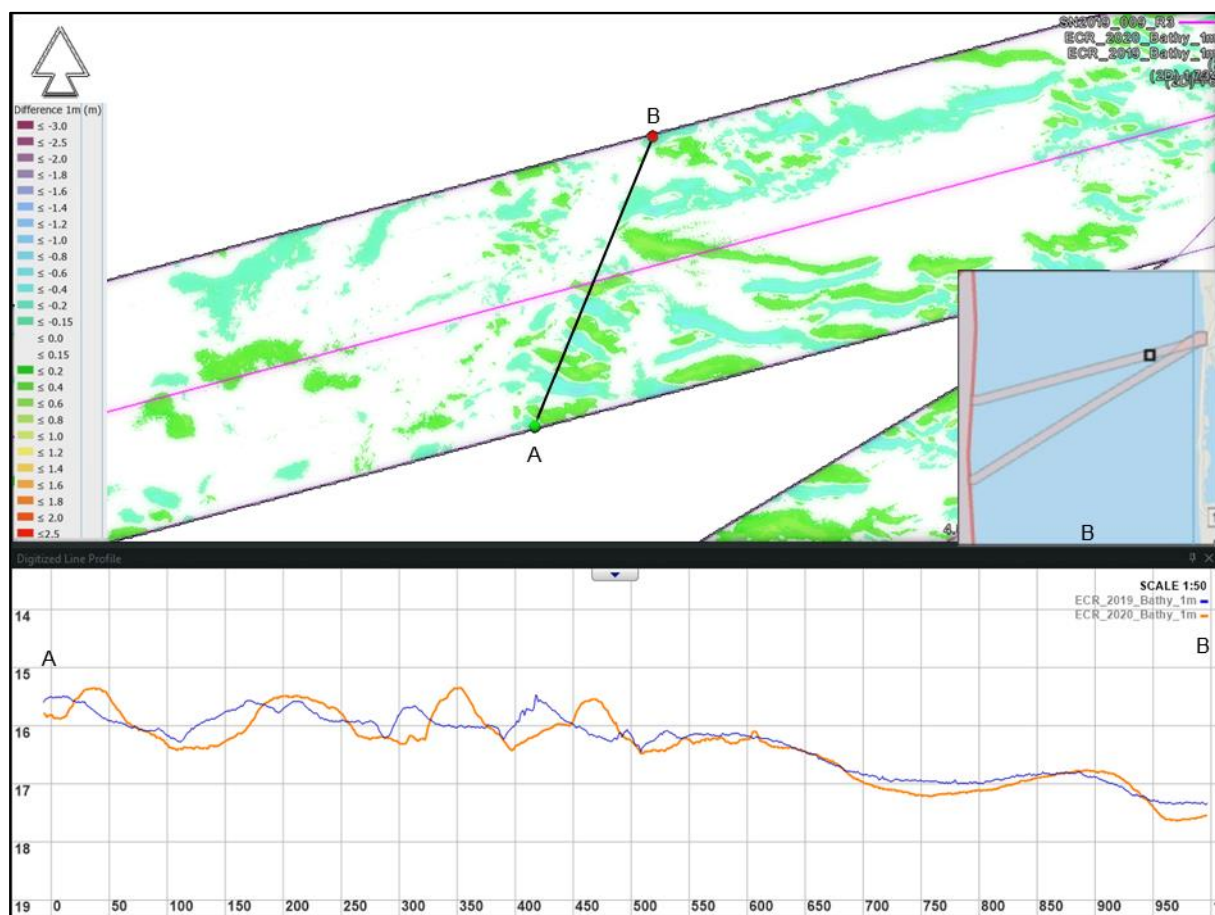 SN2019_009_R3
ECR_2020_Bathy_1m
ECR_2019_Bathy_1m
B
A
Difference 1m (m)
≤ -3.0
≤ -2.5
≤ -2.0
≤ -1.8
≤ -1.6
≤ -1.4
≤ -1.2
≤ -1.0
≤ -0.8
≤ -0.6
≤ -0.4
≤ -0.2
≤ -0.15
≤ 0.0
≤ 0.15
≤ 0.2
≤ 0.4
≤ 0.6
≤ 0.8
≤ 1.0
≤ 1.2
≤ 1.4
≤ 1.6
≤ 1.8
≤ 2.0
≤2.5
B
Digitized Line Profile
SCALE 1:50
ECR_2019_Bathy_1m
ECR_2020_Bathy_1m
A
B
14
15
16
17
18
19
0 50 100 150 200 250 300 350 400 450 500 550 600 650 700 750 800 850 900 950